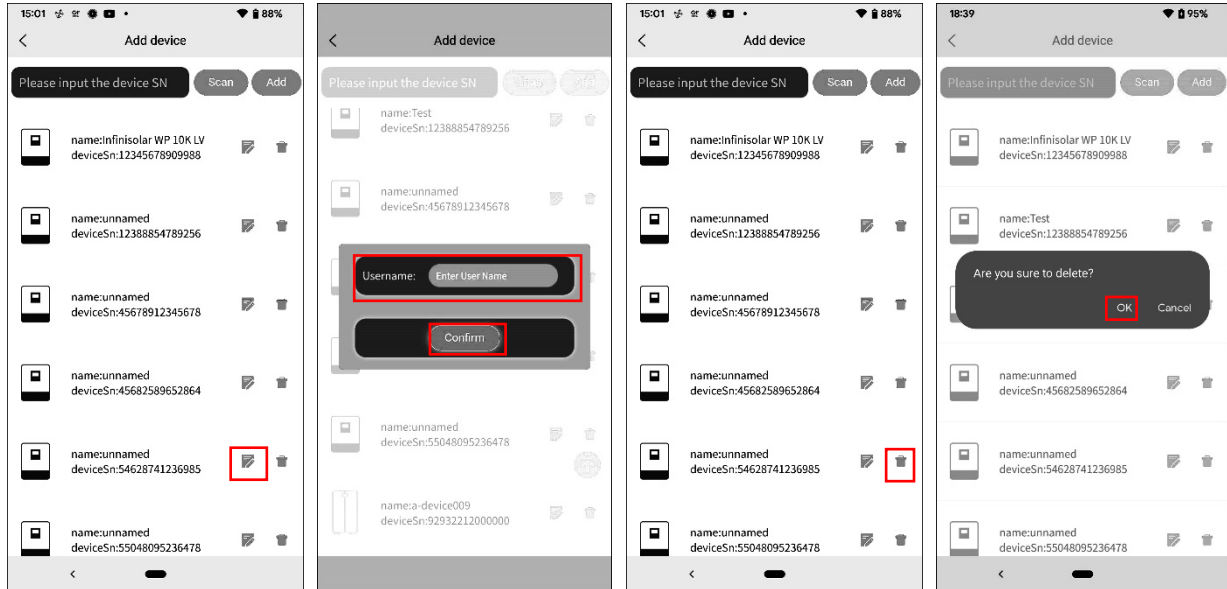 15:01
88%
Add device
Please input the device SN
Scan
Add
name:Infinisolar WP 10K LV
deviceSn:12345678909988
name:unnamed
deviceSn:12388854789256
name:unnamed
deviceSn:45678912345678
name:unnamed
deviceSn:45682589652864
name:unnamed
deviceSn:54628741236985
name:unnamed
deviceSn:55048095236478
Add device
Please input the device SN
Scan
Add
name:Test
deviceSn:12388854789256
name:unnamed
deviceSn:45678912345678
Username:
Enter User Name
Confirm
name:unnamed
deviceSn:55048095236478
name:a-device009
deviceSn:92932212000000
15:01
88%
Add device
Please input the device SN
Scan
Add
name:Infinisolar WP 10K LV
deviceSn:12345678909988
name:unnamed
deviceSn:12388854789256
name:unnamed
deviceSn:45678912345678
name:unnamed
deviceSn:45682589652864
name:unnamed
deviceSn:54628741236985
name:unnamed
deviceSn:55048095236478
18:39
95%
Add device
Please input the device SN
Scan
Add
name:Infinisolar WP 10K LV
deviceSn:12345678909988
name:Test
deviceSn:12388854789256
Are you sure to delete?
OK
Cancel
name:unnamed
deviceSn:45682589652864
name:unnamed
deviceSn:54628741236985
name:unnamed
deviceSn:55048095236478